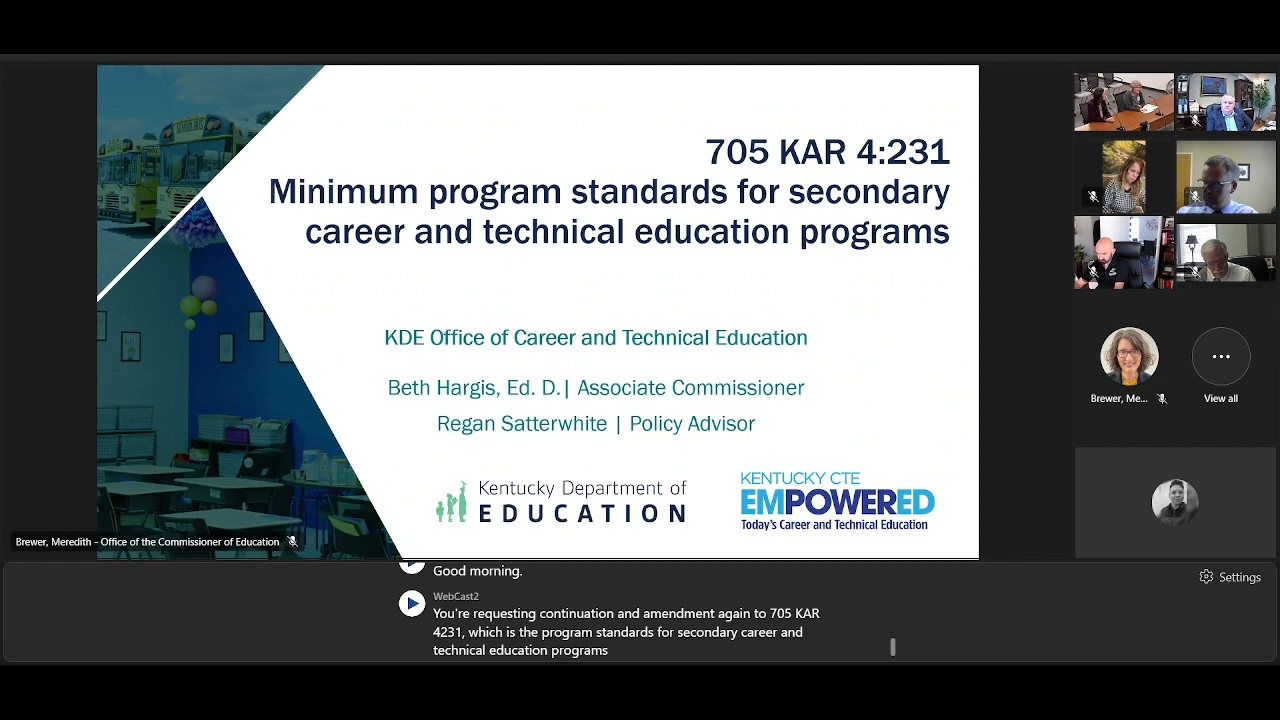 705 KAR 4:231
Minimum program standards for secondary
career and technical education programs
KDE Office of Career and Technical Education
Beth Hargis, Ed. D.| Associate Commissioner
Regan Satterwhite | Policy Advisor
Kentucky Department of
EDUCATION
KENTUCKY CTE
EMPOWERED
Today's Career and Technical Education
SCHOOL BUS
Brewer, Me...
View all
Brewer, Meredith - Office of the Commissioner of Education
Good morning.
Settings
WebCast2
You're requesting continuation and amendment again to 705 KAR
4231, which is the program standards for secondary career and
technical education programs